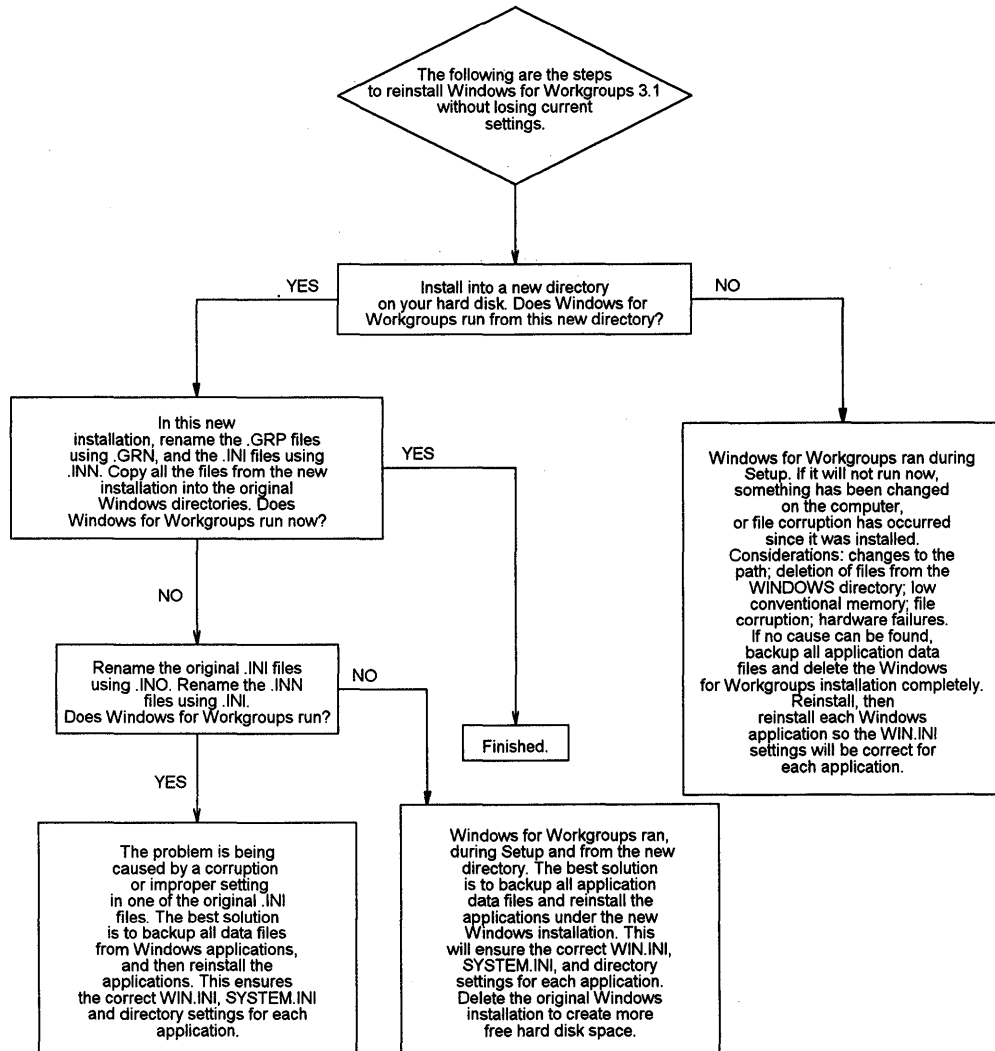 The following are the steps
to reinstall Windows for Workgroups 3.1
without losing current
settings.
YES
Install into a new directory
on your hard disk. Does Windows for
Workgroups run from this new directory?
NO
In this new
installation, rename the .GRP files
using .GRN, and the .INI files using
.INN. Copy all the files from the new
installation into the original
Windows directories. Does
Windows for Workgroups run now?
YES
Windows for Workgroups ran during
Setup. If it will not run now,
something has been changed
on the computer,
or file corruption has occurred
since it was installed.
Considerations: changes to the
path; deletion of files from the
WINDOWS directory; low
conventional memory; file
corruption; hardware failures.
If no cause can be found,
backup all application data
files and delete the Windows
for Workgroups installation completely.
Reinstall, then
reinstall each Windows
application so the WIN.INI
settings will be correct for
each application.
NO
Rename the original .INI files
using .INO. Rename the .INN
files using .INI.
Does Windows for Workgroups run?
NO
Finished.
YES
The problem is being
caused by a corruption
or improper setting
in one of the original .INI
files. The best solution
is to backup all data files
from Windows applications,
and then reinstall the
applications. This ensures
the correct WIN.INI, SYSTEM.INI
and directory settings for each
application.
Windows for Workgroups ran,
during Setup and from the new
directory. The best solution
is to backup all application
data files and reinstall the
applications under the new
Windows installation. This
will ensure the correct WIN.INI,
SYSTEM.INI, and directory
settings for each application.
Delete the original Windows
installation to create more
free hard disk space.